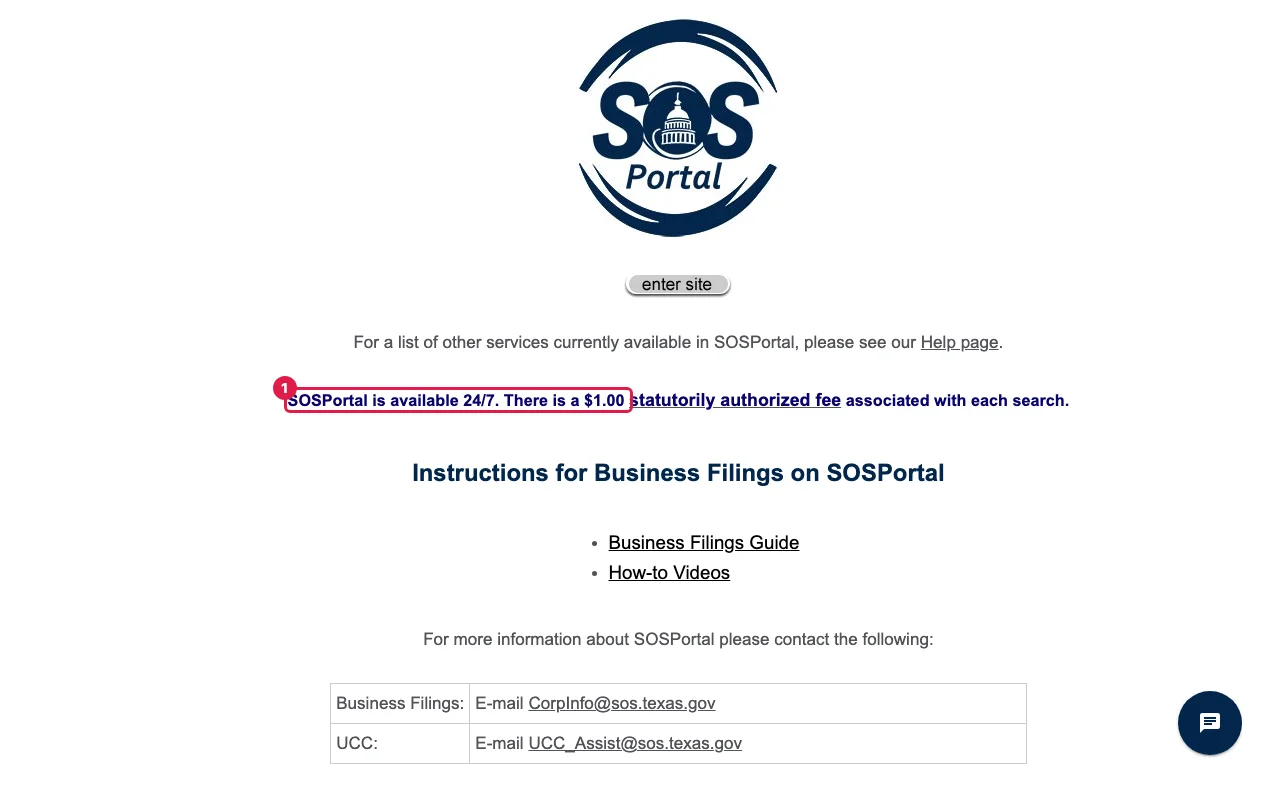 SOS
Portal
enter site
For a list of other services currently available in SOSPortal, please see our Help page.
1
SOSPortal is available 24/7. There is a $1.00 statutorily authorized fee associated with each search.
Instructions for Business Filings on SOSPortal
• Business Filings Guide
• How-to Videos
For more information about SOSPortal please contact the following:
Business Filings: E-mail CorpInfo@sos.texas.gov
UCC: E-mail UCC_Assist@sos.texas.gov